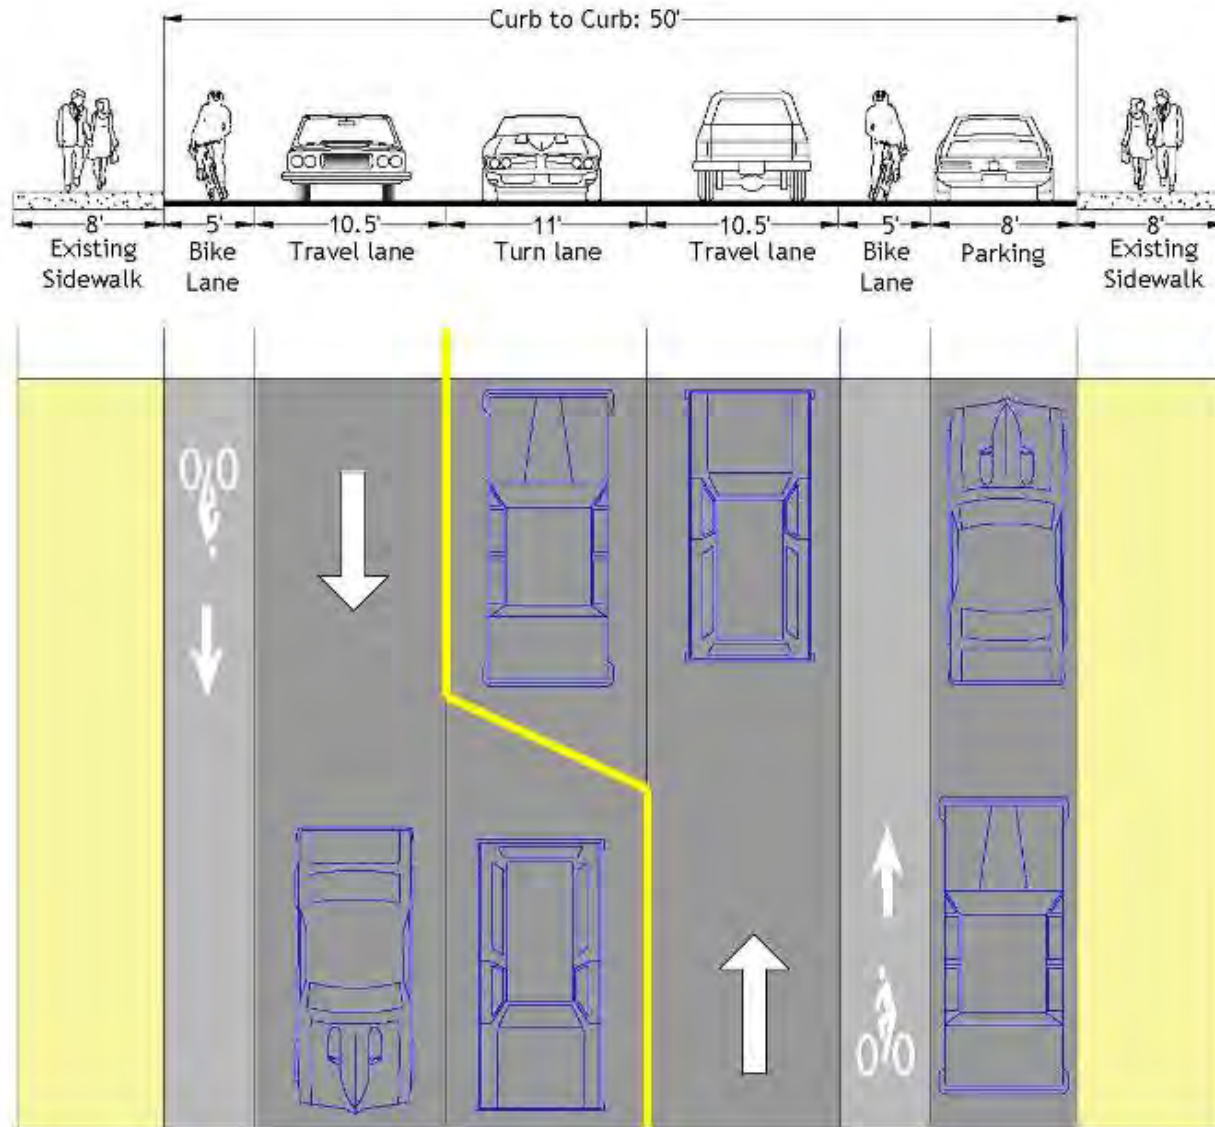 Curb to Curb: 50'
8' 5' 10.5' 11' 10.5' 5' 8' 8'
Existing Bike Travel lane Turn lane Travel lane Bike Parking Existing
Sidewalk Lane Lane Sidewalk